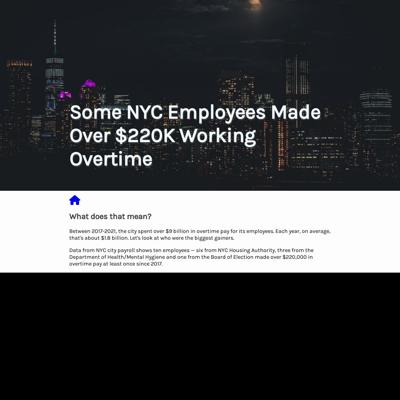 Some NYC Employees Made
Over $220K Working
Overtime
What does that mean?
Between 2017-2021, the city spent over $9 billion in overtime pay for its employees. Each year, on average,
that's about $1.8 billion. Let's look at who were the biggest gainers.
Data from NYC city payroll shows ten employees — six from NYC Housing Authority, three from the
Department of Health/Mental Hygiene and one from the Board of Election made over $220,000 in
overtime pay at least once since 2017.